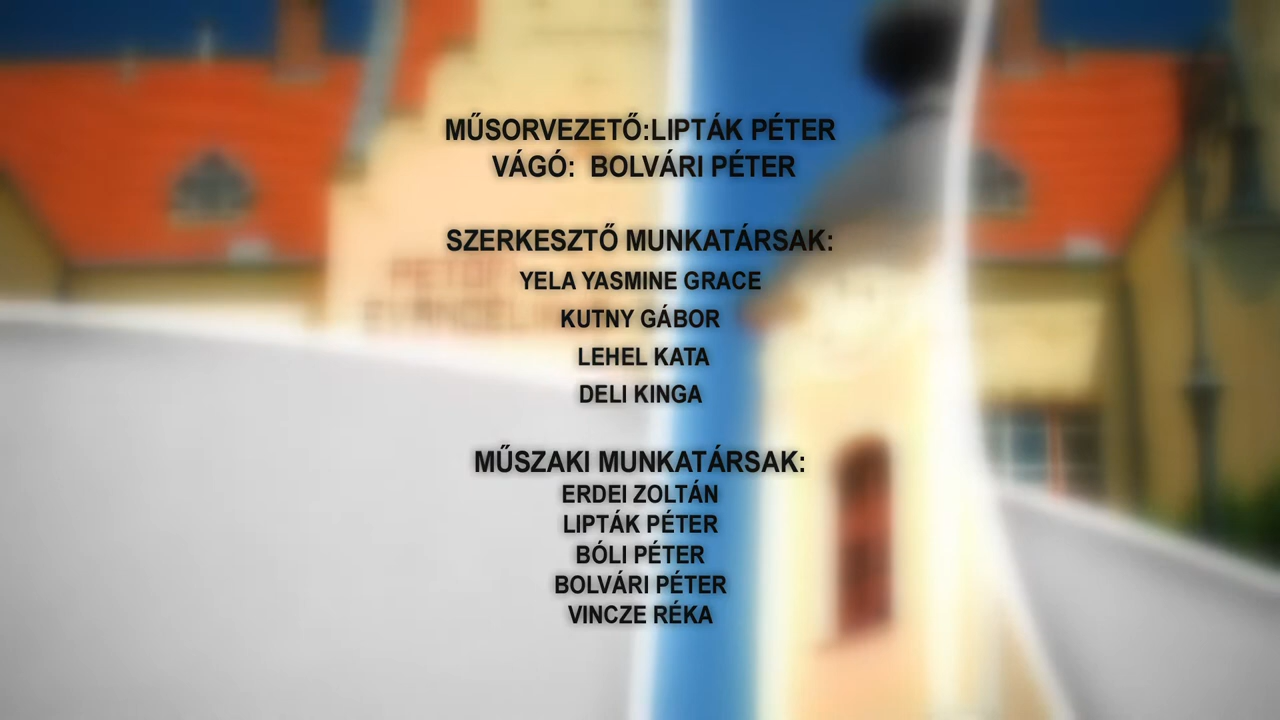 MŰSORVEZETŐ:LIPTÁK PÉTER
VÁGÓ: BOLVÁRI PÉTER
SZERKESZTŐ MUNKATÁRSAK:
YELA YASMINE GRACE
KUTNY GÁBOR
LEHEL KATA
DELI KINGA
MŰSZAKI MUNKATÁRSAK:
ERDEI ZOLTÁN
LIPTÁK PÉTER
BÓLI PÉTER
BOLVÁRI PÉTER
VINCZE RÉKA